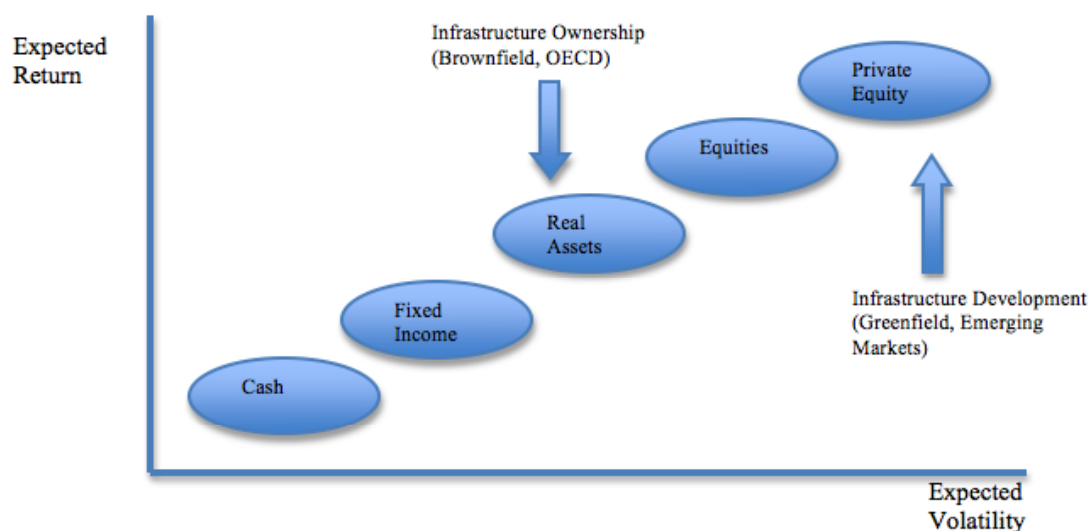 Expected
Return
Infrastructure Ownership
(Brownfield, OECD)
Private
Equity
Equities
Real
Assets
Fixed
Income
Cash
Infrastructure Development
(Greenfield, Emerging
Markets)
Expected
Volatility